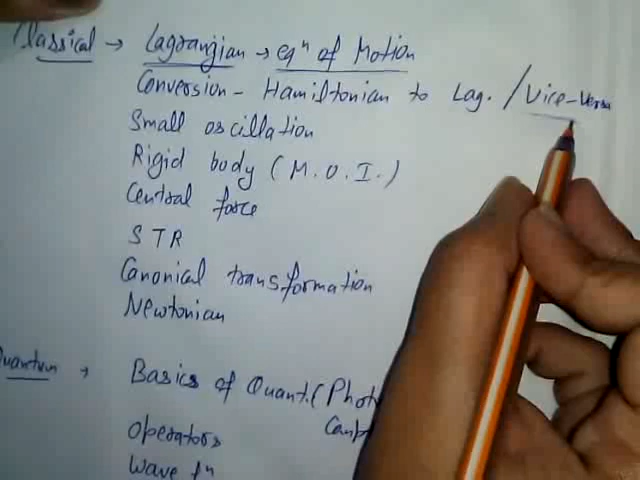 Classical → Lagrangian → eqⁿ of Motion
Conversion - Hamiltonian to Lag. / Vice-Versa
Small oscillation
Rigid body (M.O.I.)
Central force
STR
Canonical transformation
Newtonian
Quantum → Basics of Quant. (Phot
Operators
Wave fⁿ